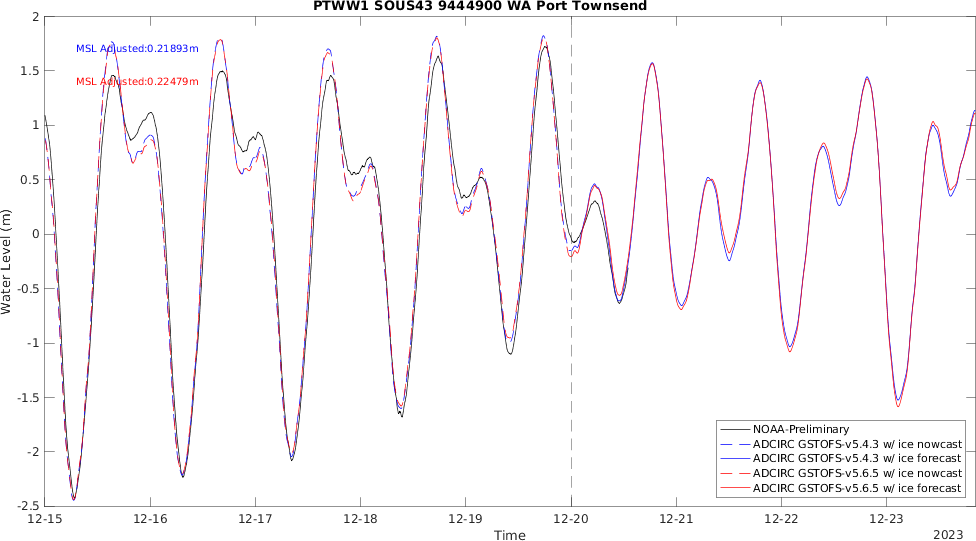 PTWW1 SOUS43 9444900 WA Port Townsend
2
1.5
1
0.5
0
-0.5
-1
-1.5
-2
-2.5
Water Level (m)
MSL Adjusted:0.21893m
MSL Adjusted:0.22479m
NOAA-Preliminary
ADCIRC GSTOFS-v5.4.3 w/ ice nowcast
ADCIRC GSTOFS-v5.4.3 w/ ice forecast
ADCIRC GSTOFS-v5.6.5 w/ ice nowcast
ADCIRC GSTOFS-v5.6.5 w/ ice forecast
12-15 12-16 12-17 12-18 12-19 12-20 12-21 12-22 12-23
Time
2023